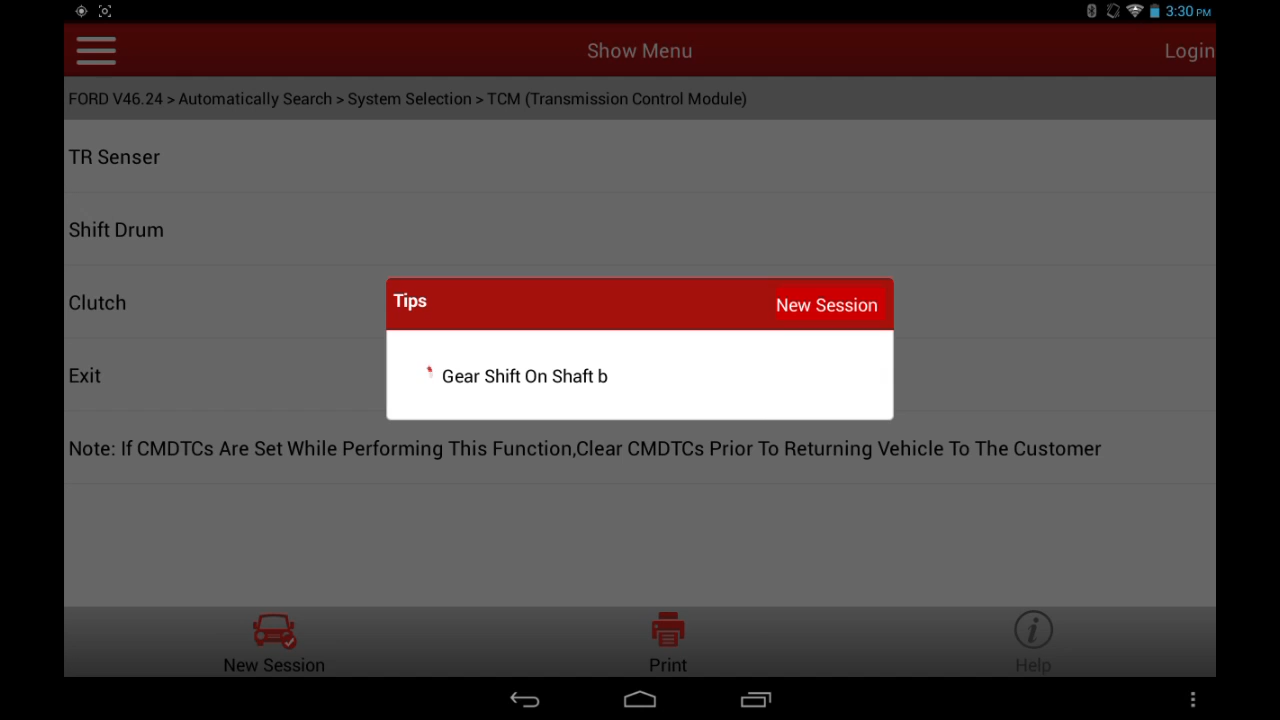 3:30 PM
Show Menu
Login
FORD V46.24 > Automatically Search > System Selection > TCM (Transmission Control Module)
TR Senser
Shift Drum
Clutch
Tips
New Session
Gear Shift On Shaft b
Exit
Note: If CMDTCs Are Set While Performing This Function,Clear CMDTCs Prior To Returning Vehicle To The Customer
New Session
Print
Help